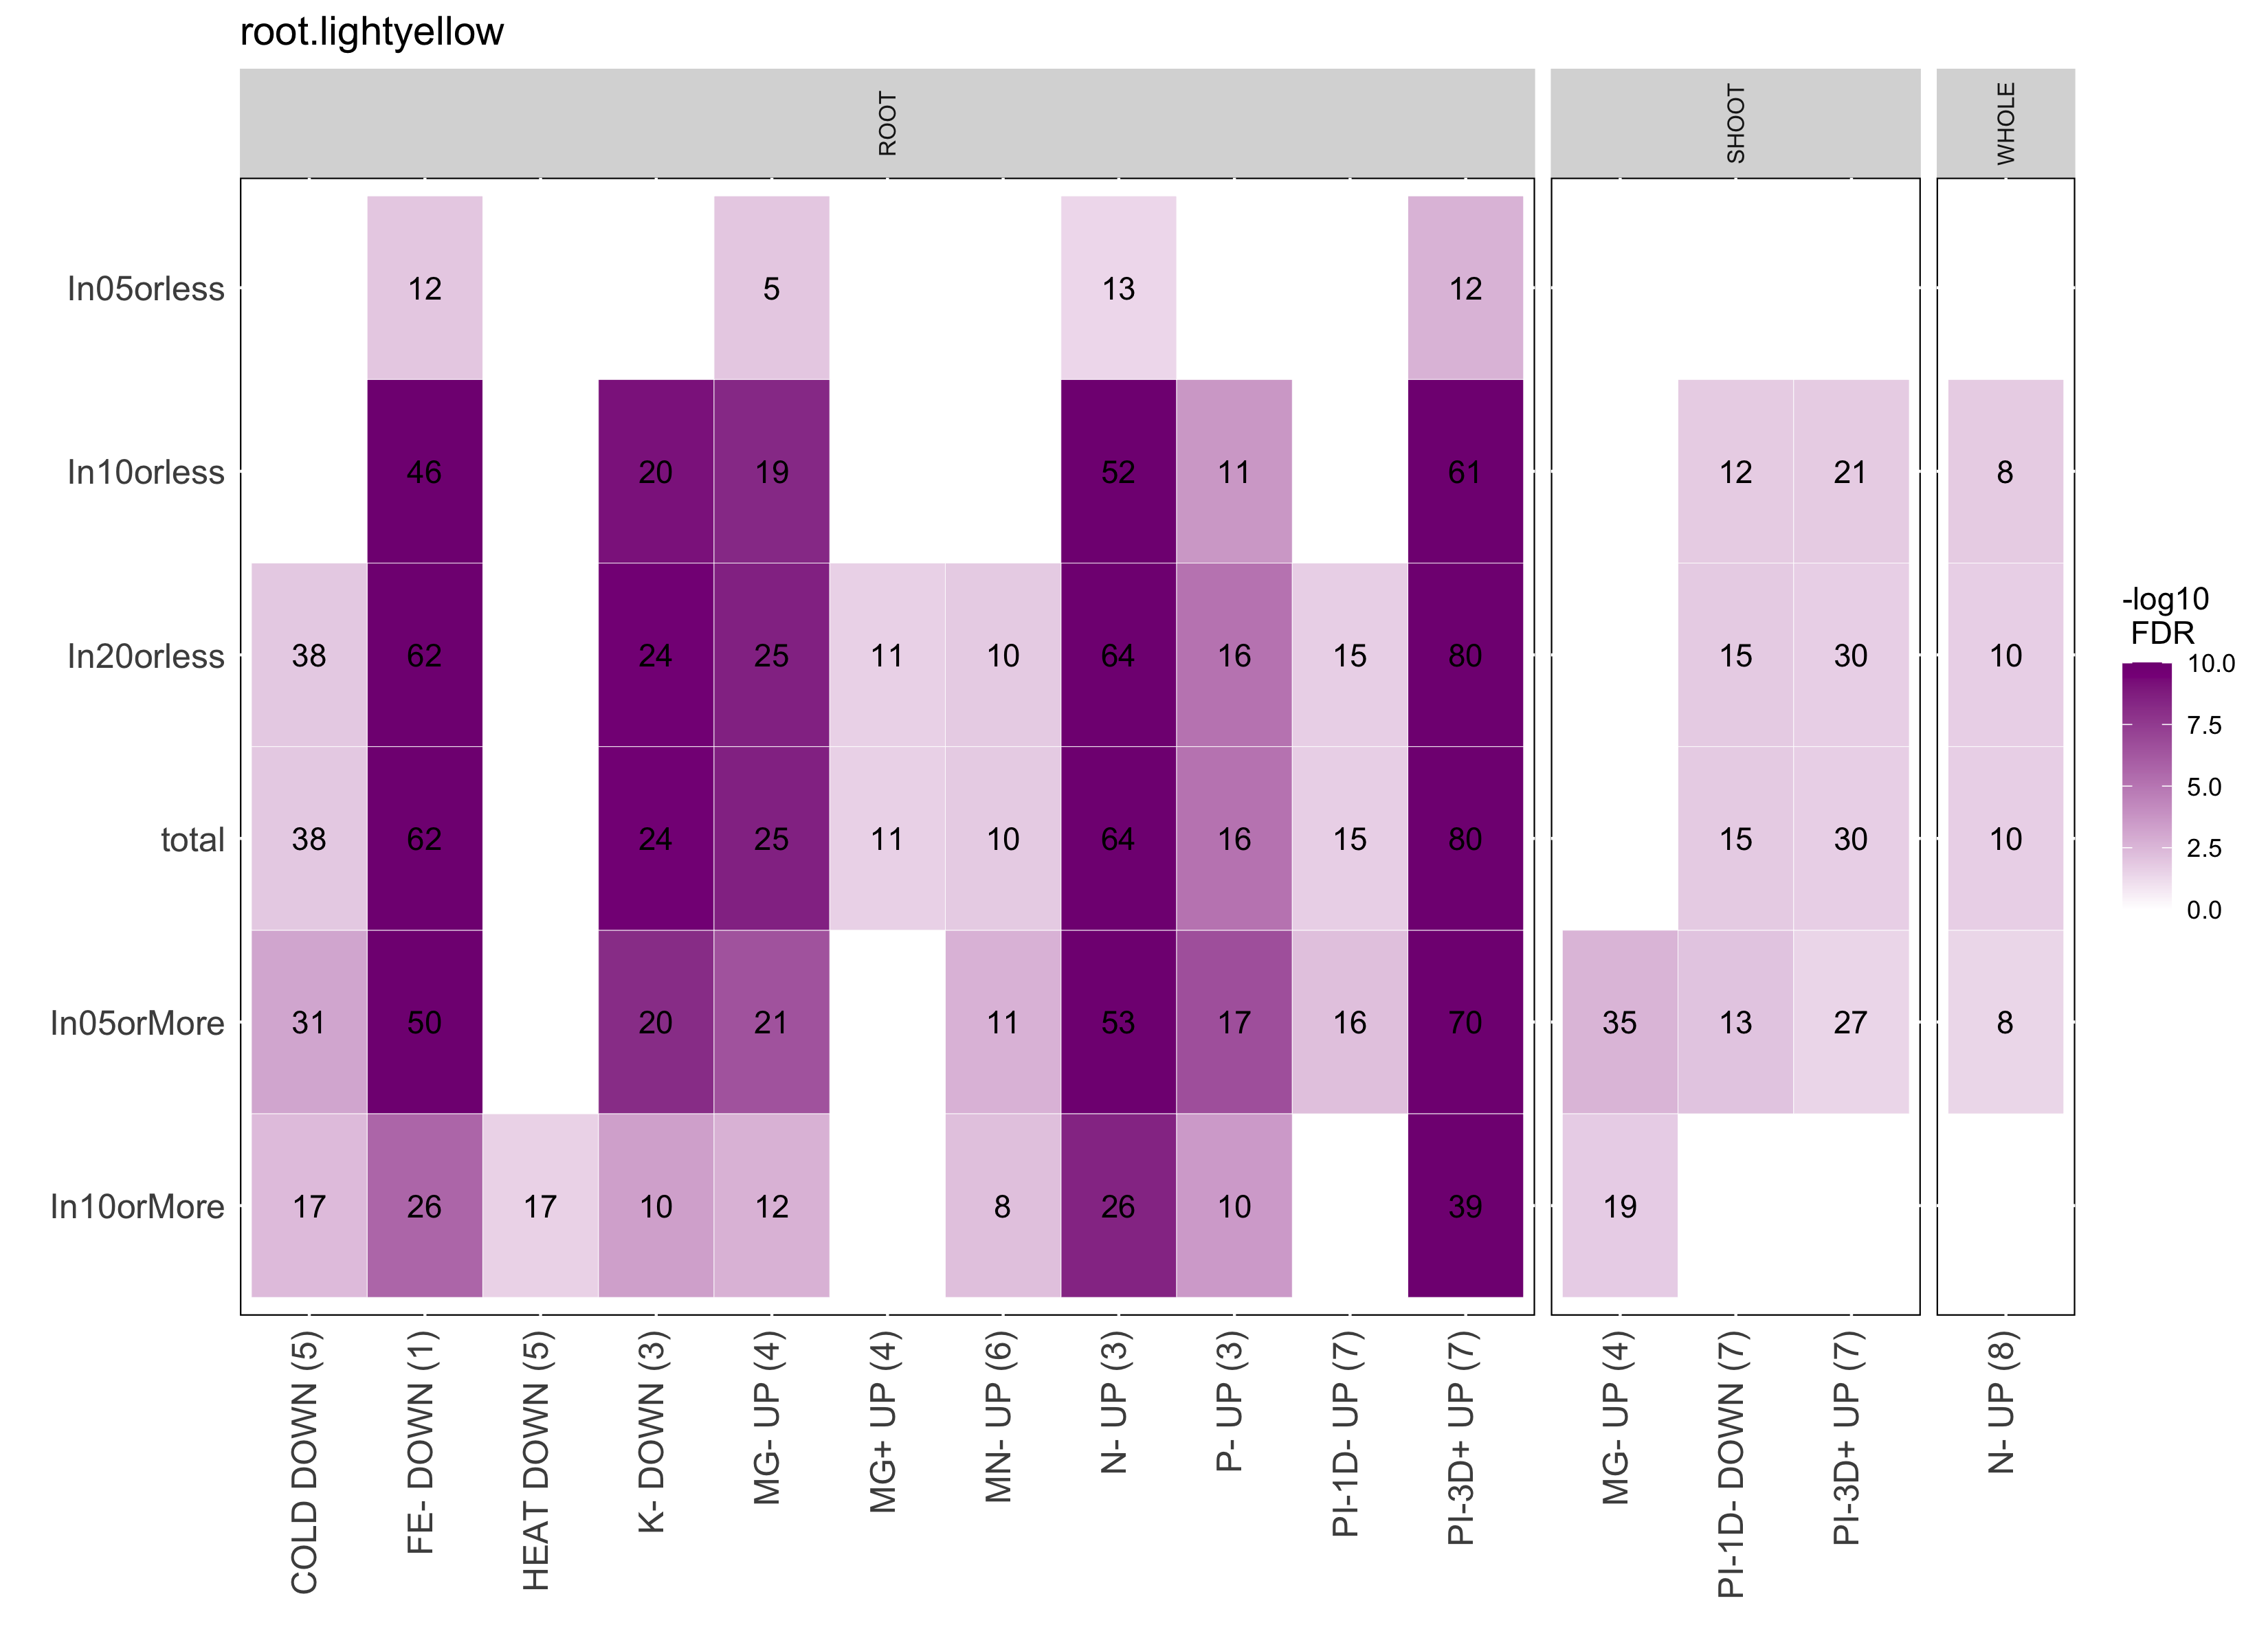 root.lightyellow
ROOT
SHOOT
WHOLE
In05orless
12 5 13 12
In10orless
46 20 19 52 11 61 12 21 8
In20orless
38 62 24 25 11 10 64 16 15 80 15 30 10
total
38 62 24 25 11 10 64 16 15 80 15 30 10
In05orMore
31 50 20 21 11 53 17 16 70 35 13 27 8
In10orMore
17 26 17 10 12 8 26 10 39 19
COLD DOWN (5)
FE- DOWN (1)
HEAT DOWN (5)
K- DOWN (3)
MG- UP (4)
MG+ UP (4)
MN- UP (6)
N- UP (3)
P- UP (3)
PI-1D- UP (7)
PI-3D+ UP (7)
MG- UP (4)
PI-1D- DOWN (7)
PI-3D+ UP (7)
N- UP (8)
-log10
FDR
10.0
7.5
5.0
2.5
0.0